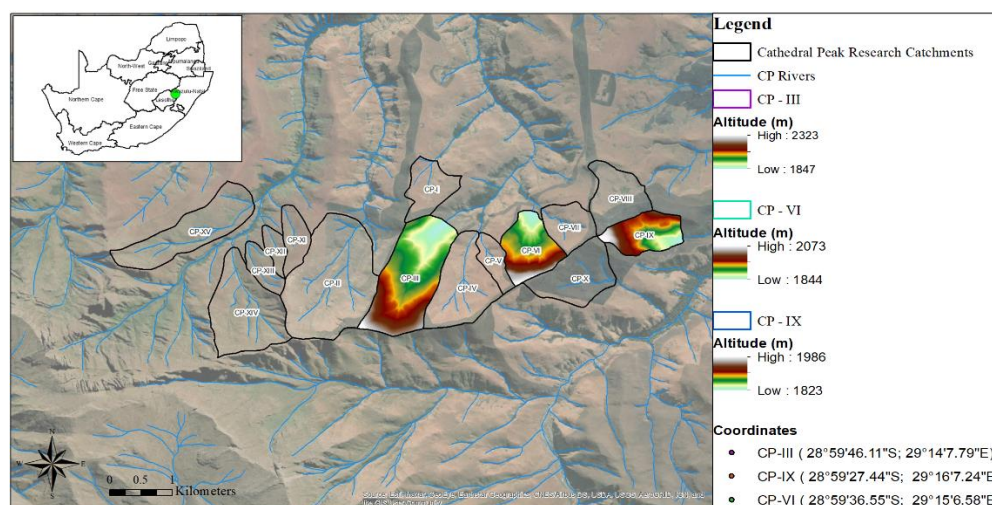 Limpopo
North-West
Free State
Lesotho
Northern Cape
Eastern Cape
Western Cape
CP-I
CP-VIII
CP-XV
CP-XI
CP-VII
CP-IX
CP-XII
CP-VI
CP-V
CP-XIII
CP-III
CP-X
CP-II
CP-IV
CP-XIV
N
W
E
S
0 0.5 1
Kilometers
Legend
Cathedral Peak Research Catchments
CP Rivers
CP - III
Altitude (m)
High : 2323
Low : 1847
CP - VI
Altitude (m)
High : 2073
Low : 1844
CP - IX
Altitude (m)
High : 1986
Low : 1823
Coordinates
CP-III ( 28°59'46.11"S; 29°14'7.79"E)
CP-IX ( 28°59'27.44"S; 29°16'7.24"E
CP-VI ( 28°59'36.55"S; 29°15'6.58"E